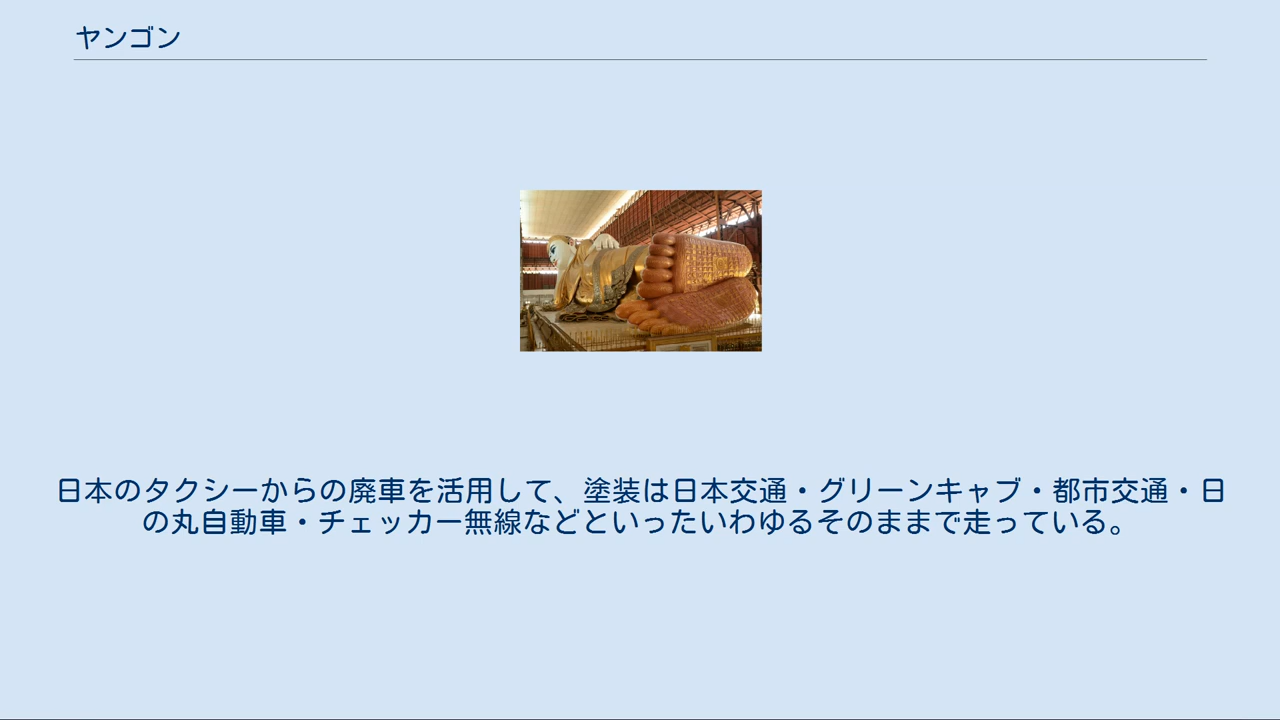 ヤンゴン
日本のタクシーからの廃車を活用して、塗装は日本交通・グリーンキャブ・都市交通・日
の丸自動車・チェッカー無線などといったいわゆるそのままで走っている。